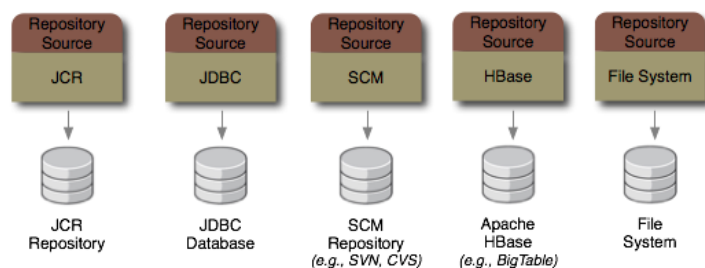 Repository Source
JCR
Repository Source
JDBC
Repository Source
SCM
Repository Source
HBase
Repository Source
File System
JCR
Repository
JDBC
Database
SCM
Repository
(e.g., SVN, CVS)
Apache
HBase
(e.g., BigTable)
File
System